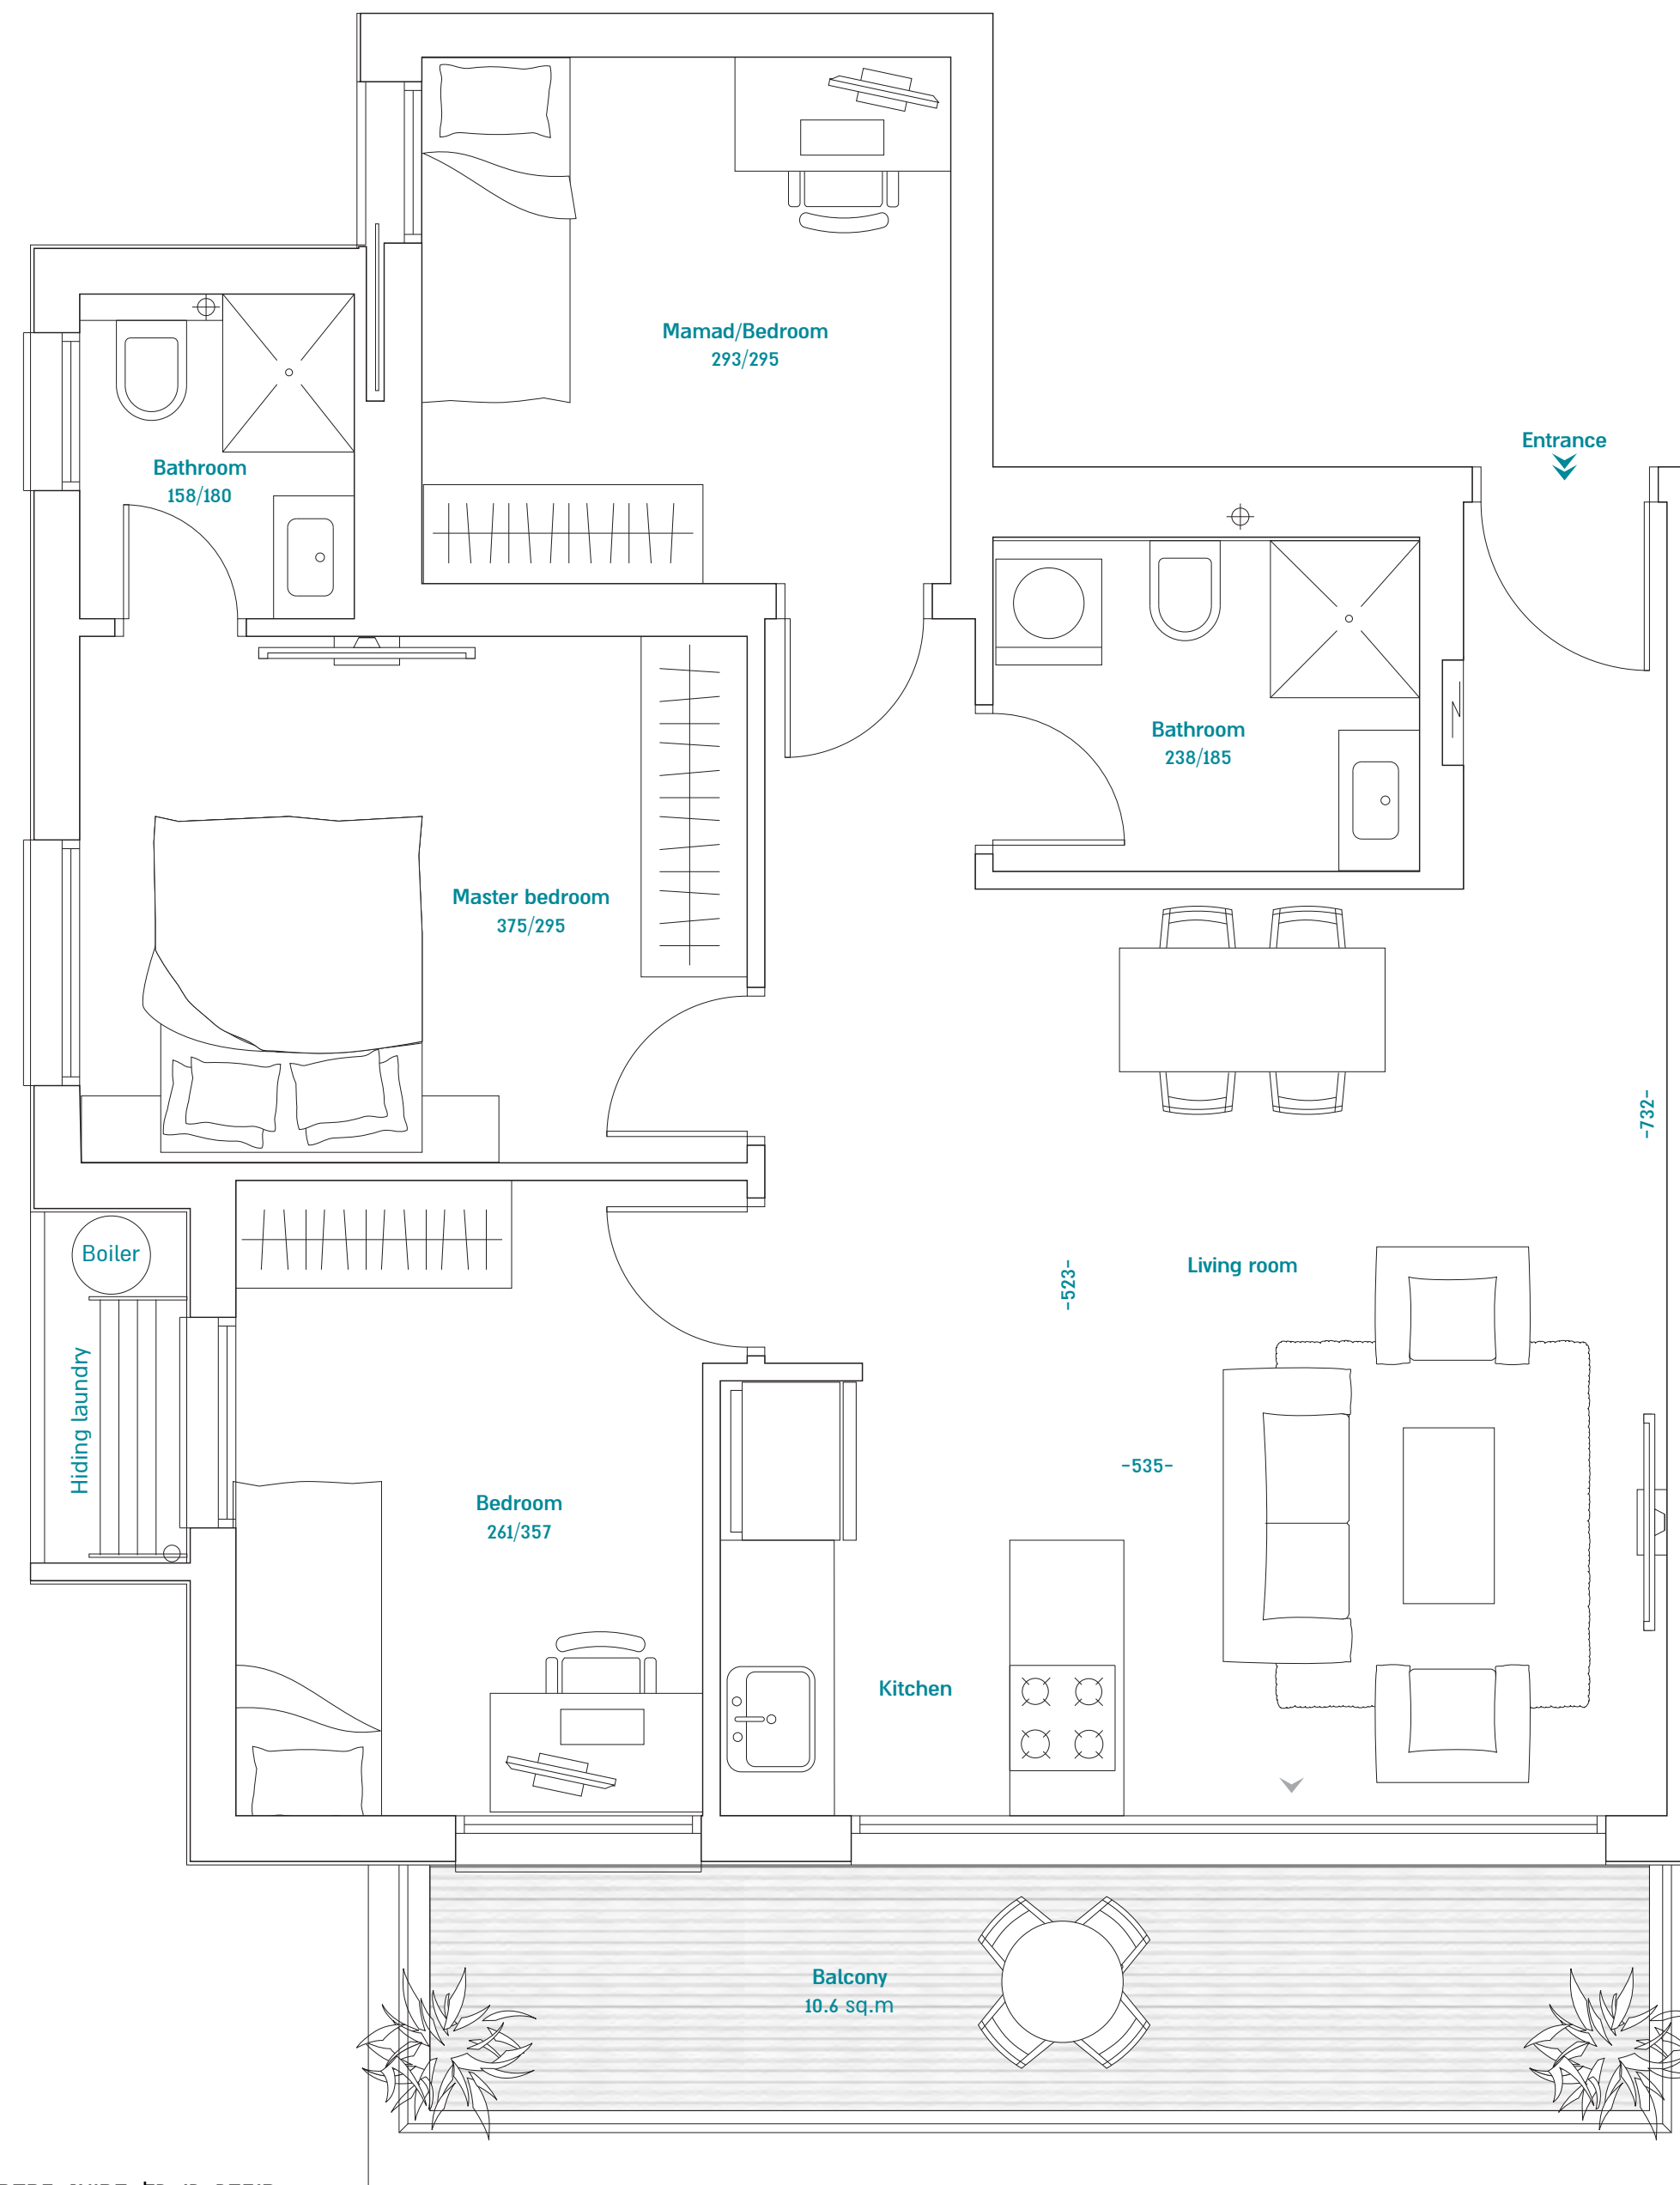 Mamad/Bedroom
293/295
Entrance
Bathroom
158/180
Bathroom
238/185
Master bedroom
375/295
-732-
Boiler
Living room
-523-
Hiding laundry
-535-
Bedroom
261/357
Kitchen
Balcony
10.6 sq.m